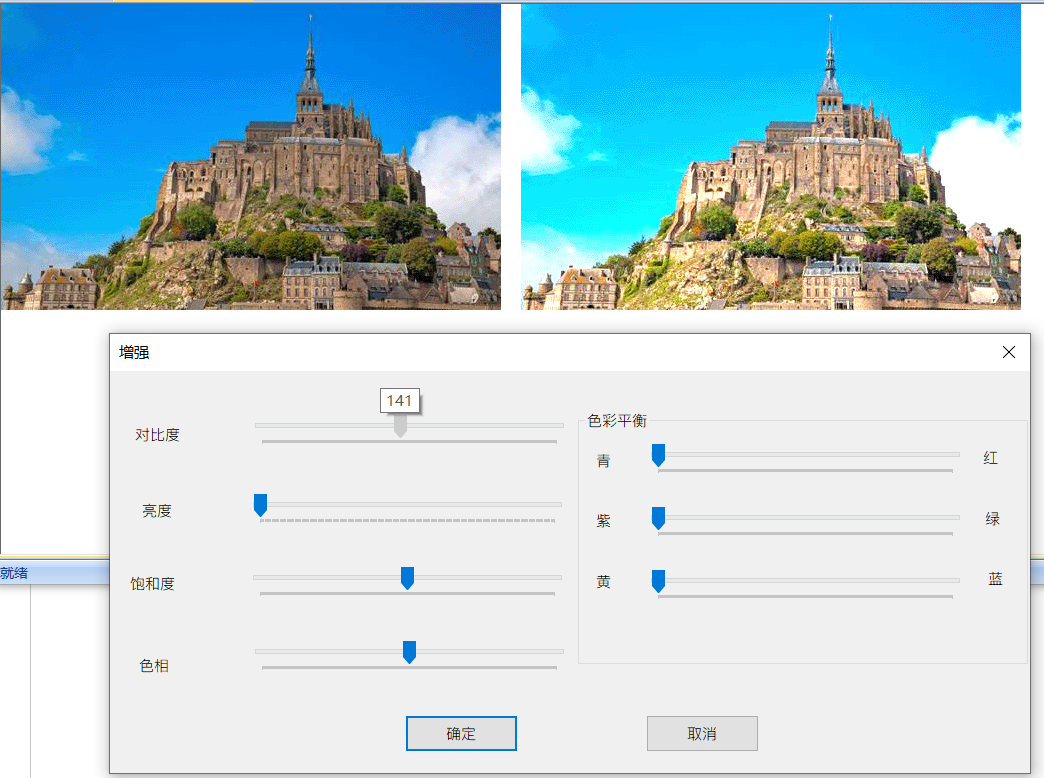 增强
141
对比度
亮度
饱和度
色相
色彩平衡
青 红
紫 绿
黄 蓝
确定 取消
就绪